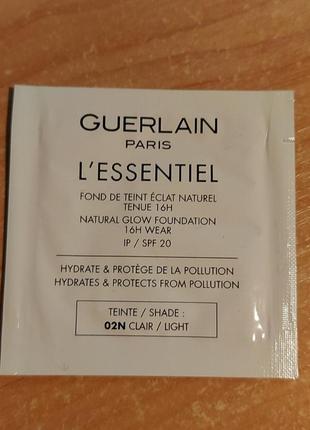 GUERLAIN
PARIS
L'ESSENTIEL
FOND DE TEINT ÉCLAT NATUREL
TENUE 16H
NATURAL GLOW FOUNDATION
16H WEAR
IP / SPF 20
HYDRATE & PROTÈGE DE LA POLLUTION
HYDRATES & PROTECTS FROM POLLUTION
TEINTE / SHADE :
02N CLAIR / LIGHT